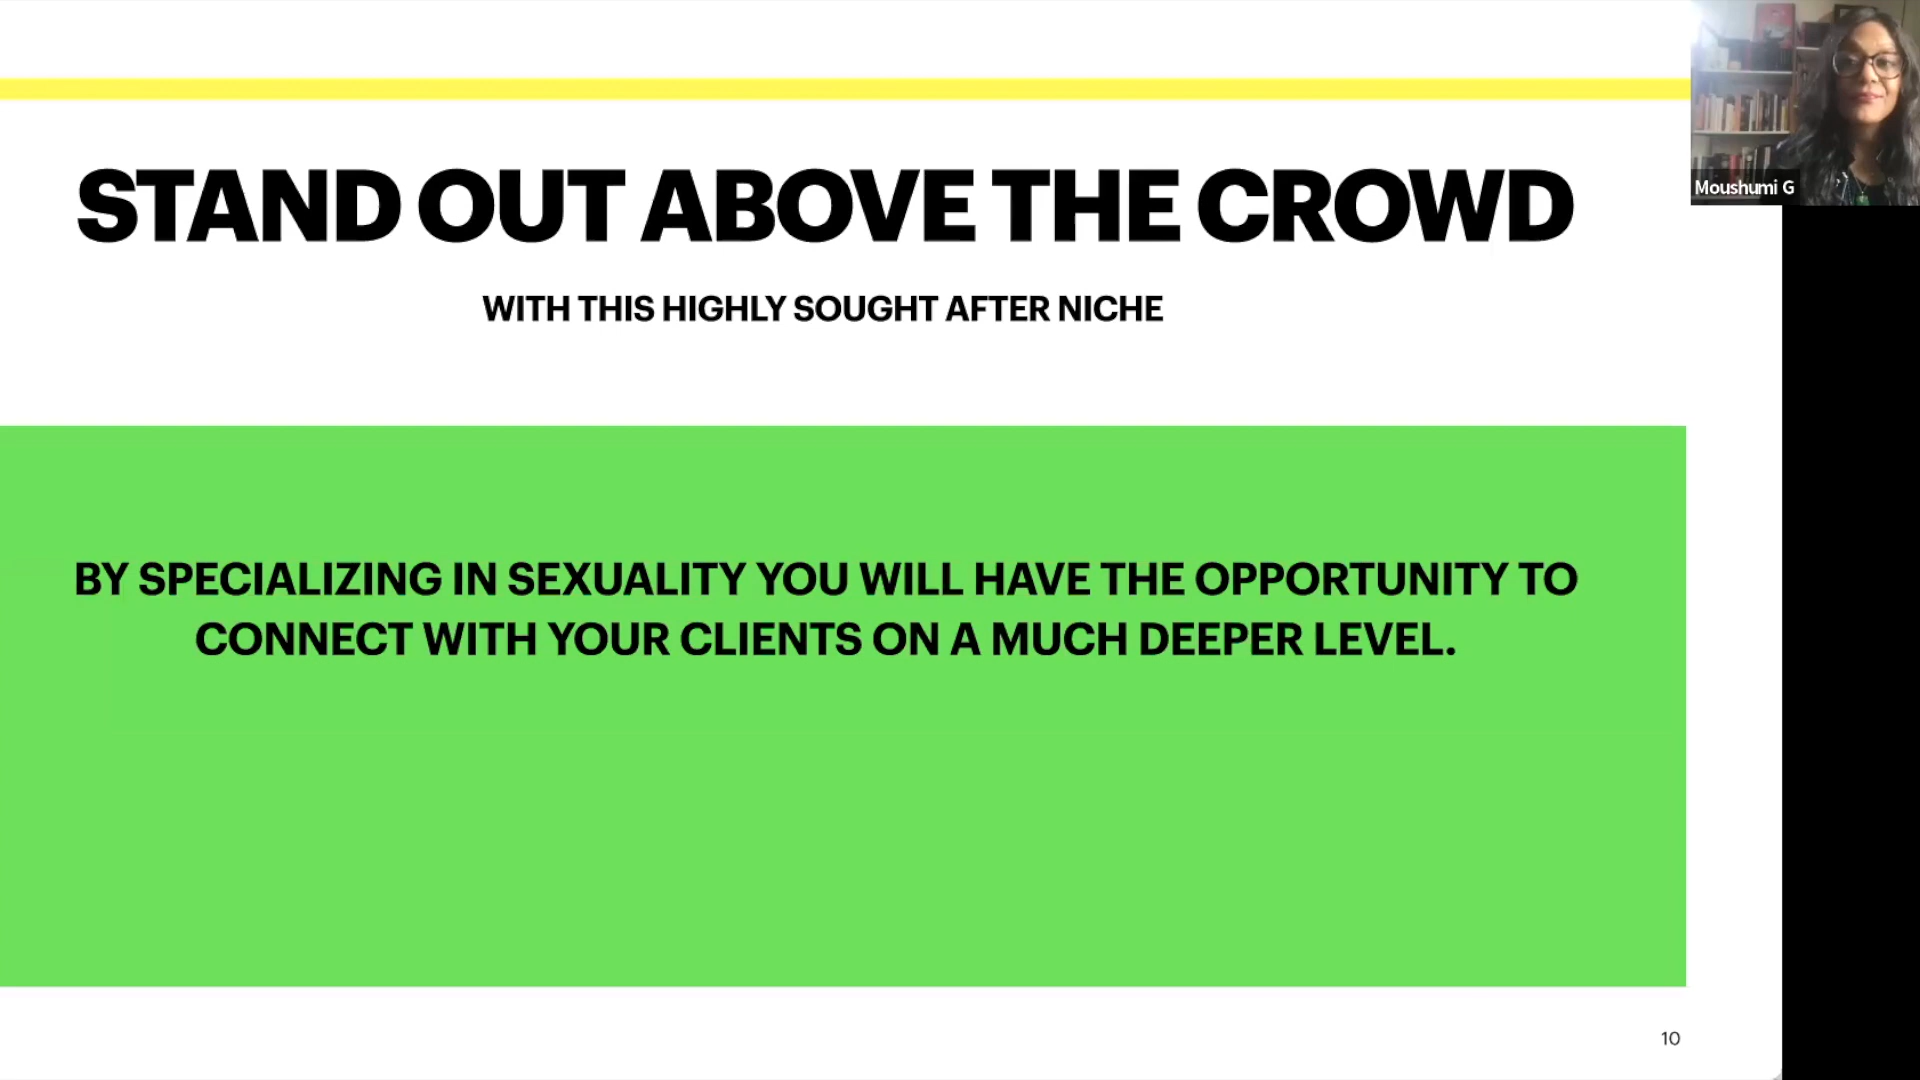 STAND OUT ABOVE THE CROWD
WITH THIS HIGHLY SOUGHT AFTER NICHE
BY SPECIALIZING IN SEXUALITY YOU WILL HAVE THE OPPORTUNITY TO
CONNECT WITH YOUR CLIENTS ON A MUCH DEEPER LEVEL.
Moushumi G
10